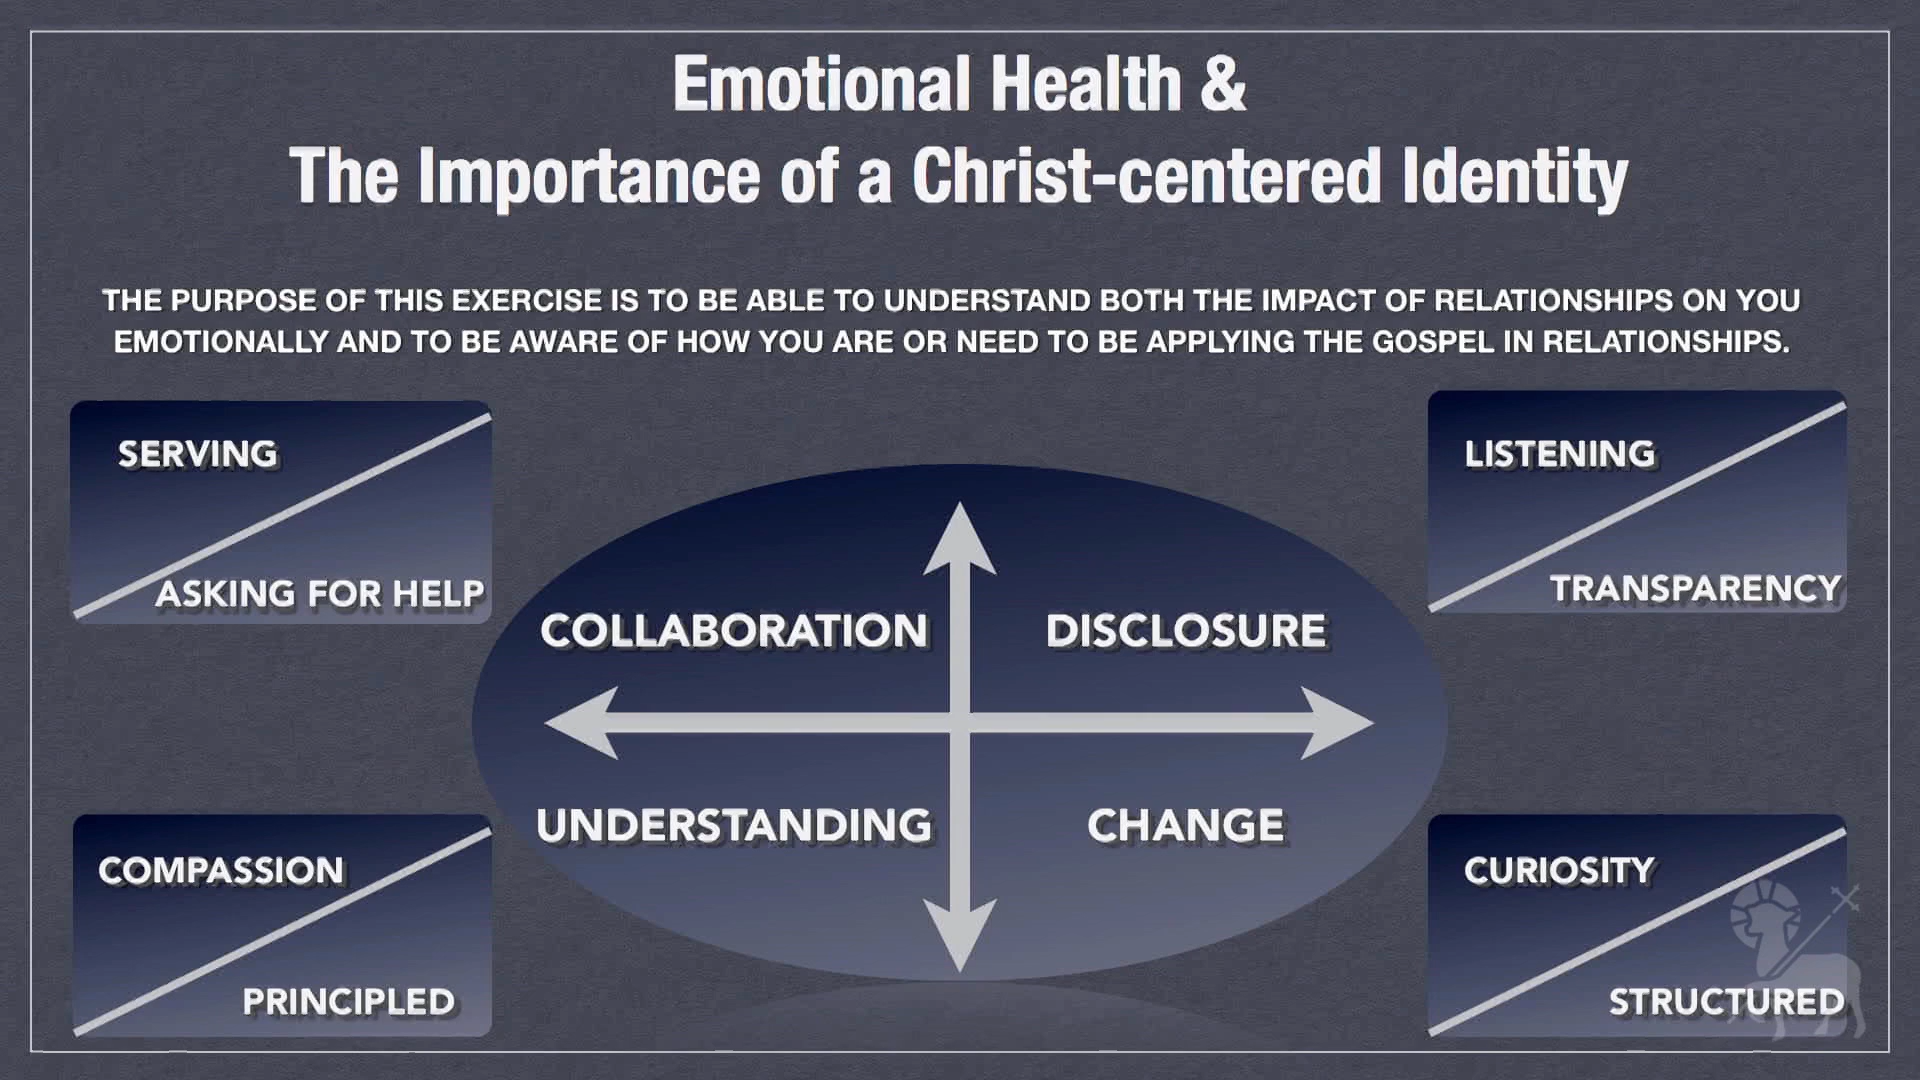 Emotional Health &
The Importance of a Christ-centered Identity
THE PURPOSE OF THIS EXERCISE IS TO BE ABLE TO UNDERSTAND BOTH THE IMPACT OF RELATIONSHIPS ON YOU
EMOTIONALLY AND TO BE AWARE OF HOW YOU ARE OR NEED TO BE APPLYING THE GOSPEL IN RELATIONSHIPS.
SERVING
ASKING FOR HELP
LISTENING
TRANSPARENCY
COLLABORATION
DISCLOSURE
UNDERSTANDING
CHANGE
COMPASSION
PRINCIPLED
CURIOSITY
STRUCTURED